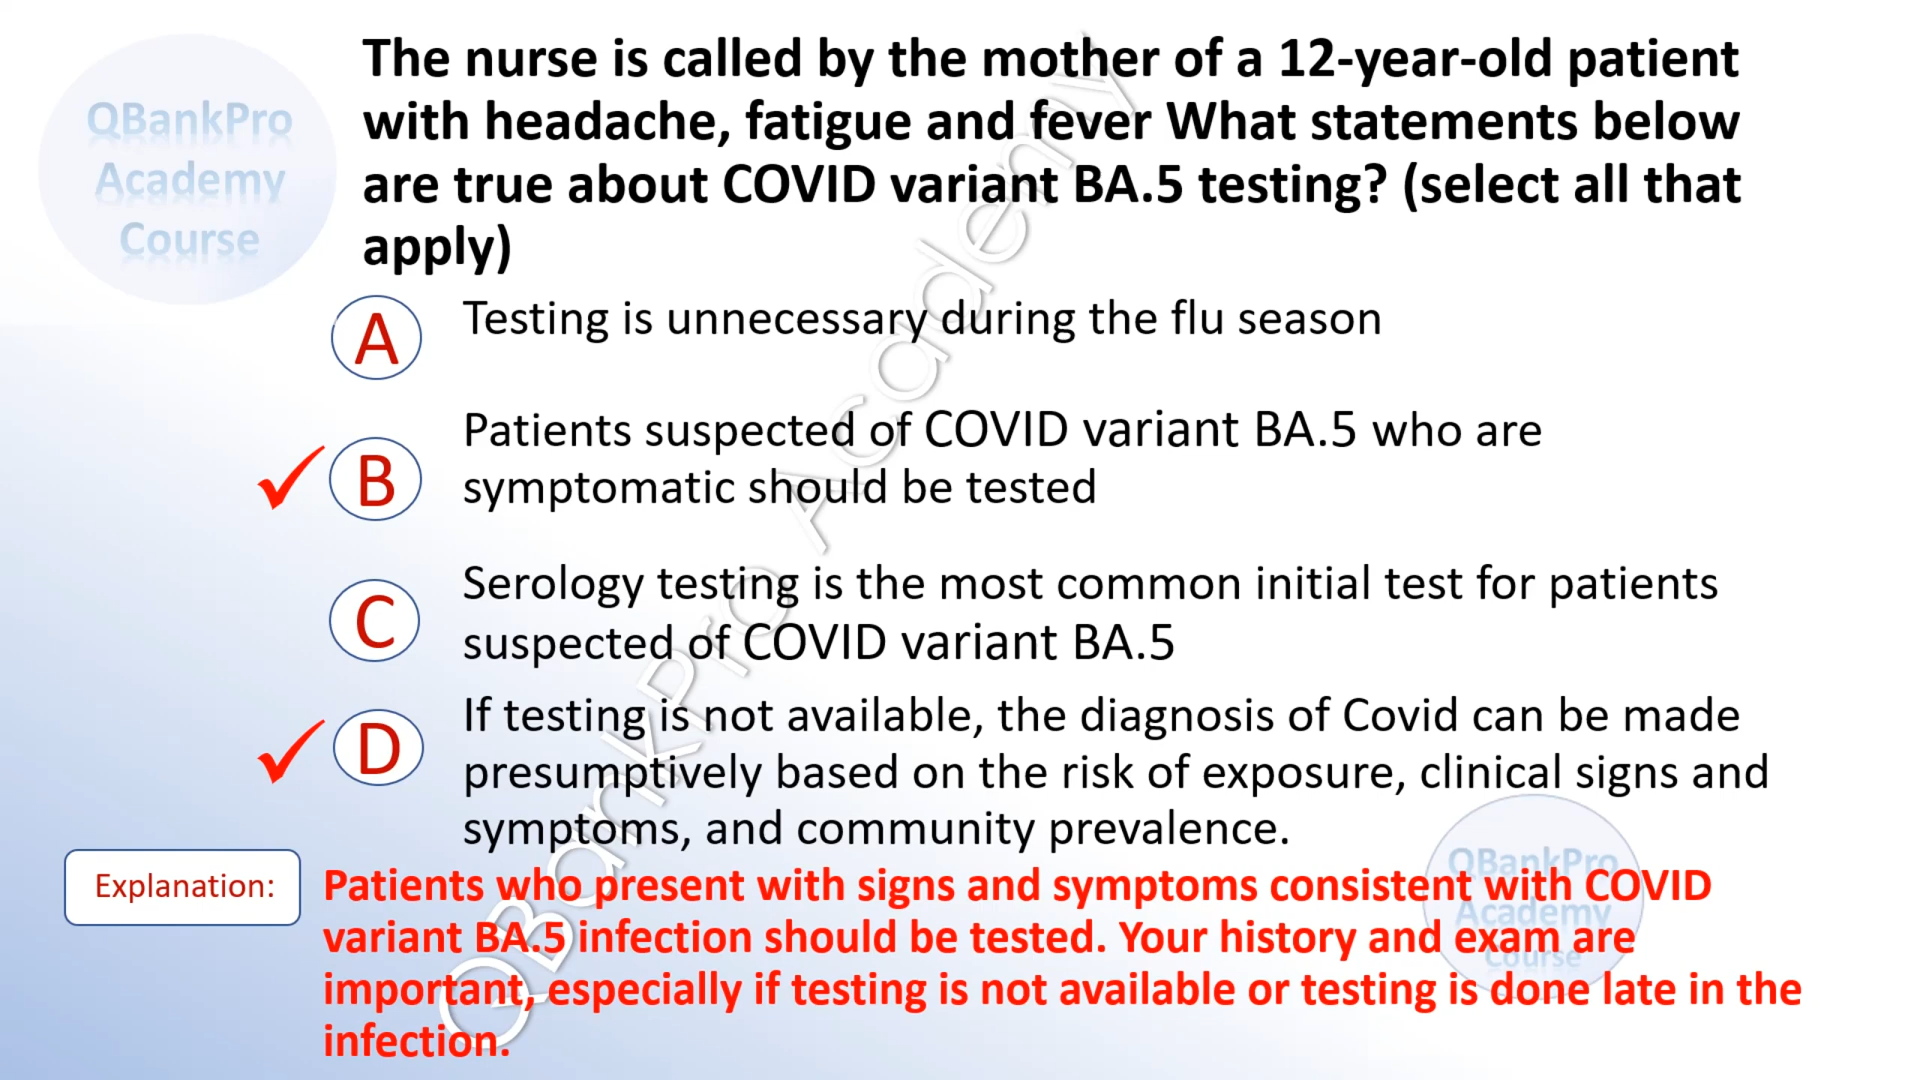 QBankPro
Academy
Course
The nurse is called by the mother of a 12-year-old patient
with headache, fatigue and fever What statements below
are true about COVID variant BA.5 testing? (select all that
apply)
A Testing is unnecessary during the flu season
B Patients suspected of COVID variant BA.5 who are
symptomatic should be tested
C Serology testing is the most common initial test for patients
suspected of COVID variant BA.5
D If testing is not available, the diagnosis of Covid can be made
presumptively based on the risk of exposure, clinical signs and
symptoms, and community prevalence.
Explanation: Patients who present with signs and symptoms consistent with COVID
variant BA.5 infection should be tested. Your history and exam are
important, especially if testing is not available or testing is done late in the
infection.
QBankPro
Academy
Course
QBankPro Academy